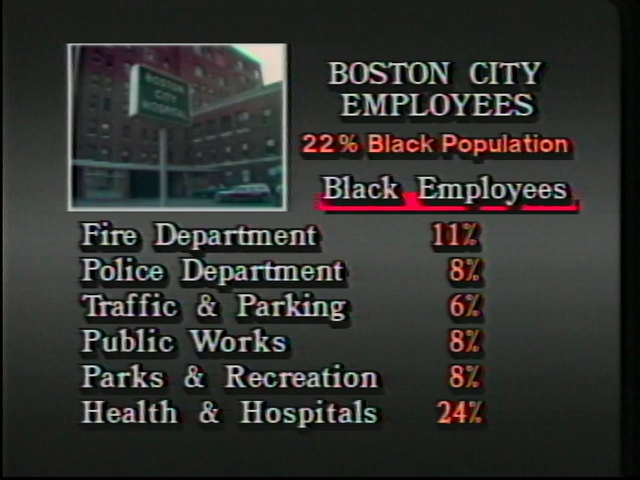 BOSTON
CITY
HOSPITAL
BOSTON CITY
EMPLOYEES
22% Black Population
Black Employees
Fire Department 11%
Police Department 8%
Traffic & Parking 6%
Public Works 8%
Parks & Recreation 8%
Health & Hospitals 24%